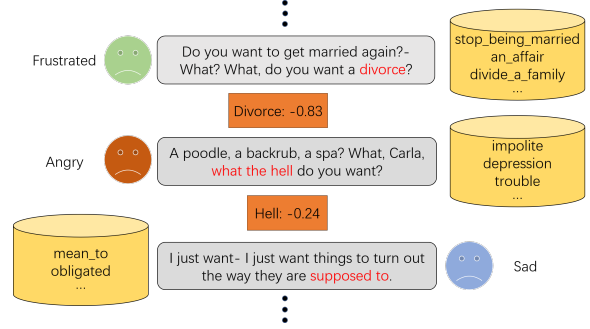 Frustrated
Do you want to get married again?-
What? What, do you want a divorce?
stop_being_married
an_affair
divide_a_family
...
Divorce: -0.83
Angry
A poodle, a backrub, a spa? What, Carla,
what the hell do you want?
impolite
depression
trouble
...
Hell: -0.24
mean_to
obligated
...
I just want- I just want things to turn out
the way they are supposed to.
Sad